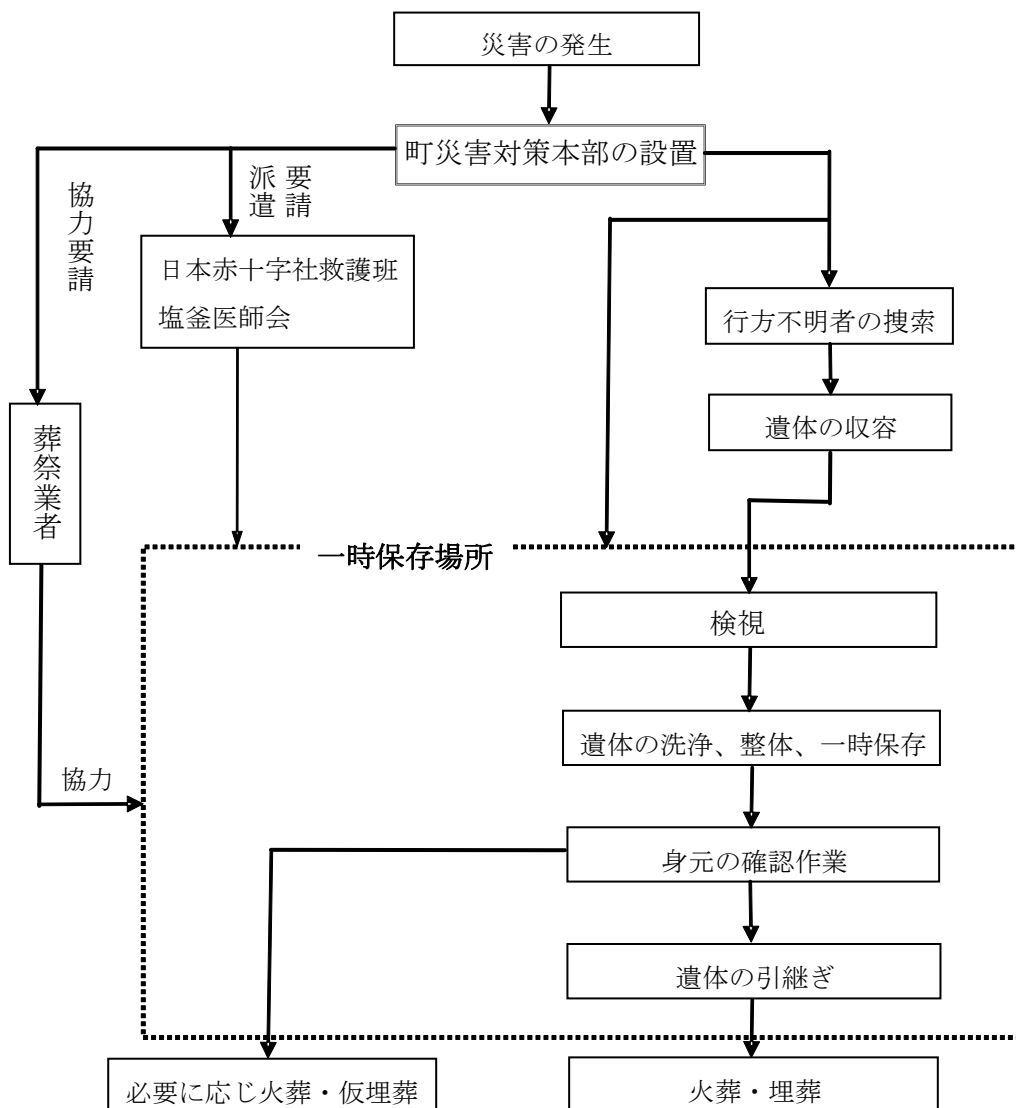 災害の発生
町災害対策本部の設置
協力要請
派遣
要請
日本赤十字社救護班
塩釜医師会
行方不明者の捜索
遺体の収容
葬祭業者
一時保存場所
検視
遺体の洗浄、整体、一時保存
協力
身元の確認作業
遺体の引継ぎ
必要に応じ火葬・仮埋葬
火葬・埋葬